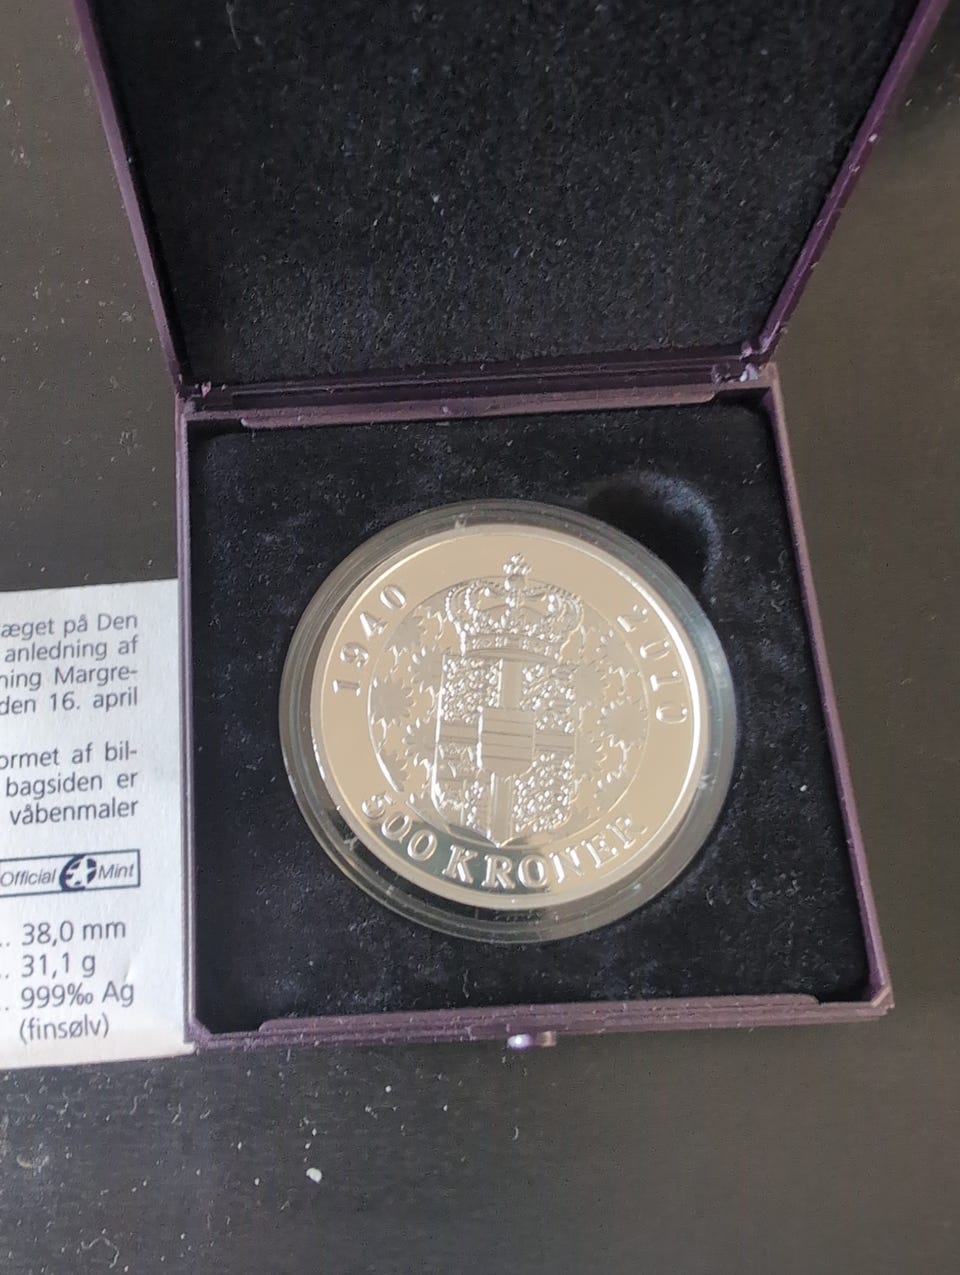 æget på Den
anledning af
ning Margre-
den 16. april
ormet af bil-
bagsiden er
våbenmaler
Official Mint
.. 38,0 mm
.. 31,1 g
.. 999‰ Ag
(finsølv)
1940 2010
500 KRONER